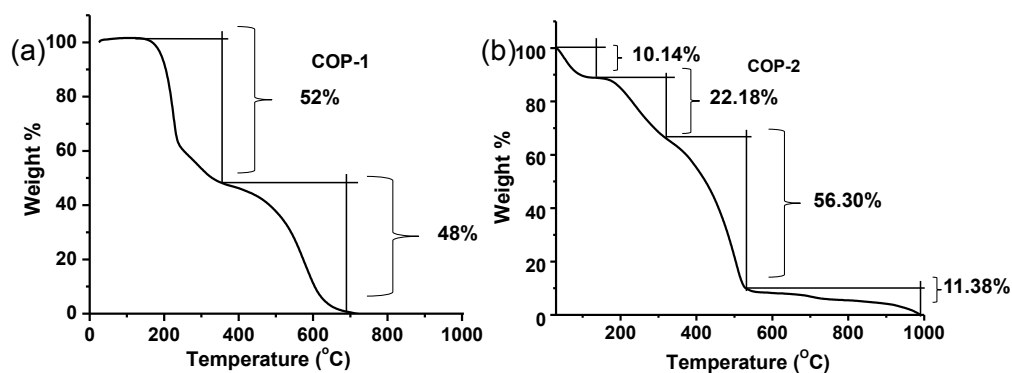 (a)
COP-1
52%
48%
Weight %
100
80
60
40
20
0
0 200 400 600 800 1000
Temperature (°C)
(b)
COP-2
10.14%
22.18%
56.30%
11.38%
Weight %
100
80
60
40
20
0
200 400 600 800 1000
Temperature (°C)